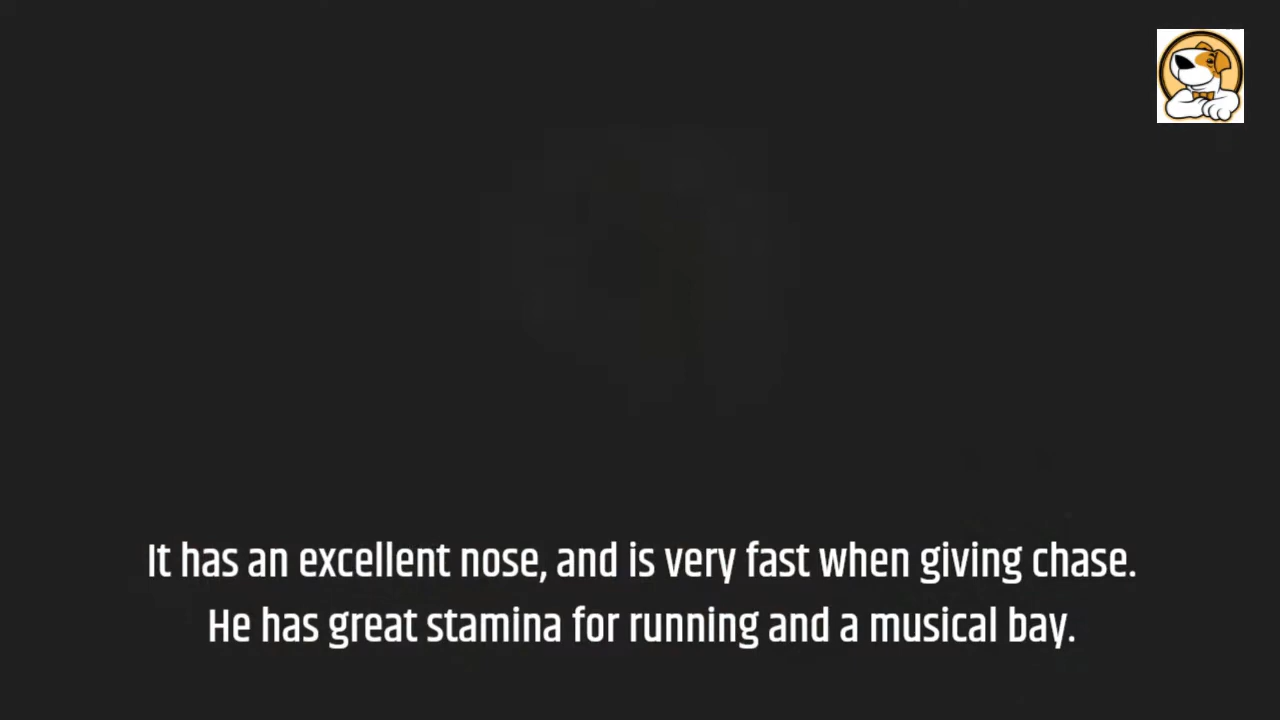 It has an excellent nose, and is very fast when giving chase.
He has great stamina for running and a musical bay.